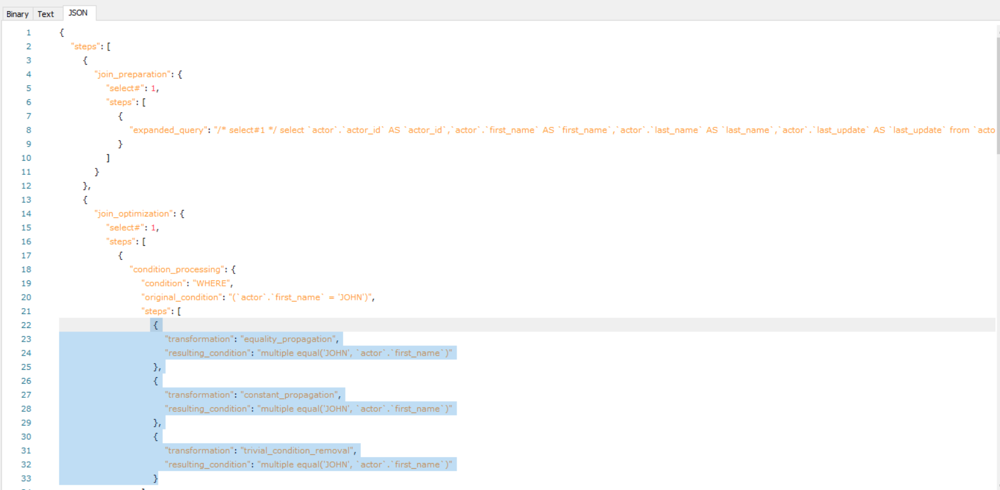 Binary Text JSON
1 {
2 "steps": [
3 {
4 "join_preparation": {
5 "select#": 1,
6 "steps": [
7 {
8 "expanded_query": "/* select#1 */ select `actor`.`actor_id` AS `actor_id`,`actor`.`first_name` AS `first_name`,`actor`.`last_name` AS `last_name`,`actor`.`last_update` AS `last_update` from `acto
9 }
10 ]
11 }
12 },
13 {
14 "join_optimization": {
15 "select#": 1,
16 "steps": [
17 {
18 "condition_processing": {
19 "condition": "WHERE",
20 "original_condition": "(`actor`.`first_name` = 'JOHN')",
21 "steps": [
22 {
23 "transformation": "equality_propagation",
24 "resulting_condition": "multiple equal('JOHN', `actor`.`first_name`)"
25 },
26 {
27 "transformation": "constant_propagation",
28 "resulting_condition": "multiple equal('JOHN', `actor`.`first_name`)"
29 },
30 {
31 "transformation": "trivial_condition_removal",
32 "resulting_condition": "multiple equal('JOHN', `actor`.`first_name`)"
33 }